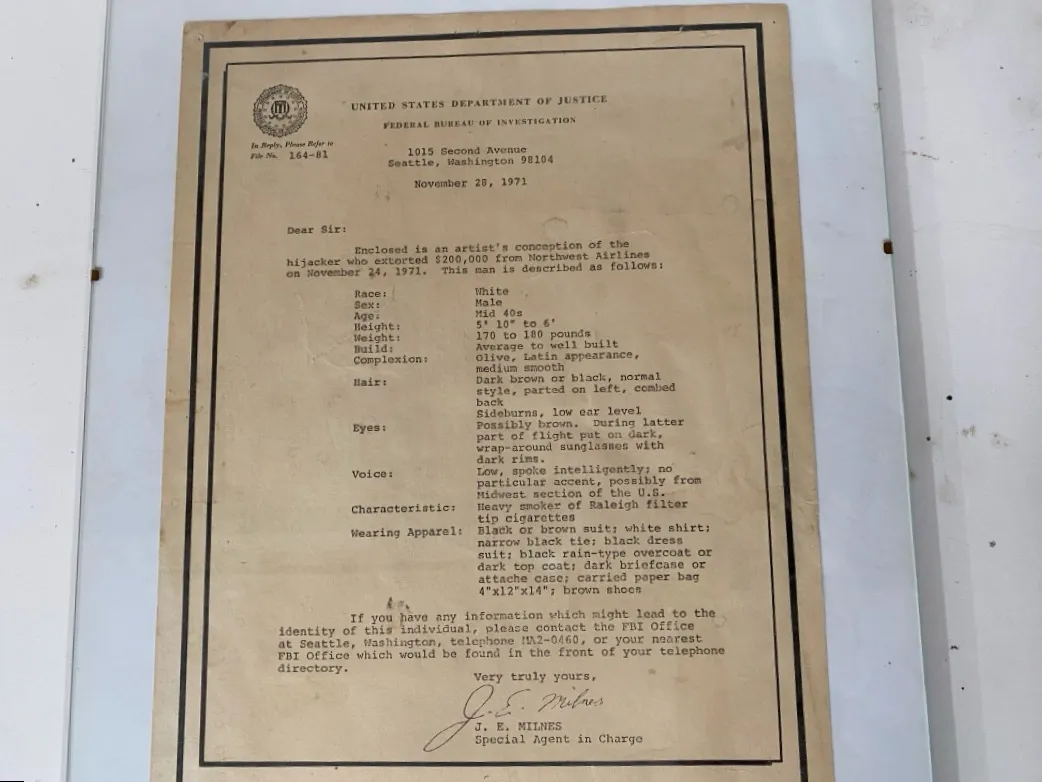 UNITED STATES DEPARTMENT OF JUSTICE
FEDERAL BUREAU OF INVESTIGATION
In Reply, Please Refer to
File No. 164-81
1015 Second Avenue
Seattle, Washington 98104
November 28, 1971
Dear Sir:
Enclosed is an artist's conception of the
hijacker who extorted $200,000 from Northwest Airlines
on November 24, 1971. This man is described as follows:
Race: White
Sex: Male
Age: Mid 40s
Height: 5' 10" to 6'
Weight: 170 to 180 pounds
Build: Average to well built
Complexion: Olive, Latin appearance,
medium smooth
Hair: Dark brown or black, normal
style, parted on left, combed
back
Sideburns, low ear level
Eyes: Possibly brown. During latter
part of flight put on dark,
wrap-around sunglasses with
dark rims.
Voice: Low, spoke intelligently; no
particular accent, possibly from
Midwest section of the U.S.
Characteristic: Heavy smoker of Raleigh filter
tip cigarettes
Wearing Apparel: Black or brown suit; white shirt;
narrow black tie; black dress
suit; black rain-type overcoat or
dark top coat; dark briefcase or
attache case; carried paper bag
4"x12"x14"; brown shoes
If you have any information which might lead to the
identity of this individual, please contact the FBI Office
at Seattle, Washington, telephone MA2-0460, or your nearest
FBI Office which would be found in the front of your telephone
directory.
Very truly yours,
J. E. Milnes
J. E. MILNES
Special Agent in Charge